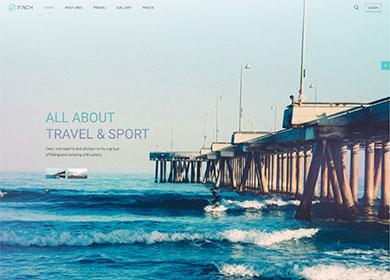 FINCH
HOME FEATURES TRAVEL GALLERY PAGES
LOGIN
ALL ABOUT
TRAVEL & SPORT
Gear, trip reports and photos run by a group
of hiking and camping enthusiasts.